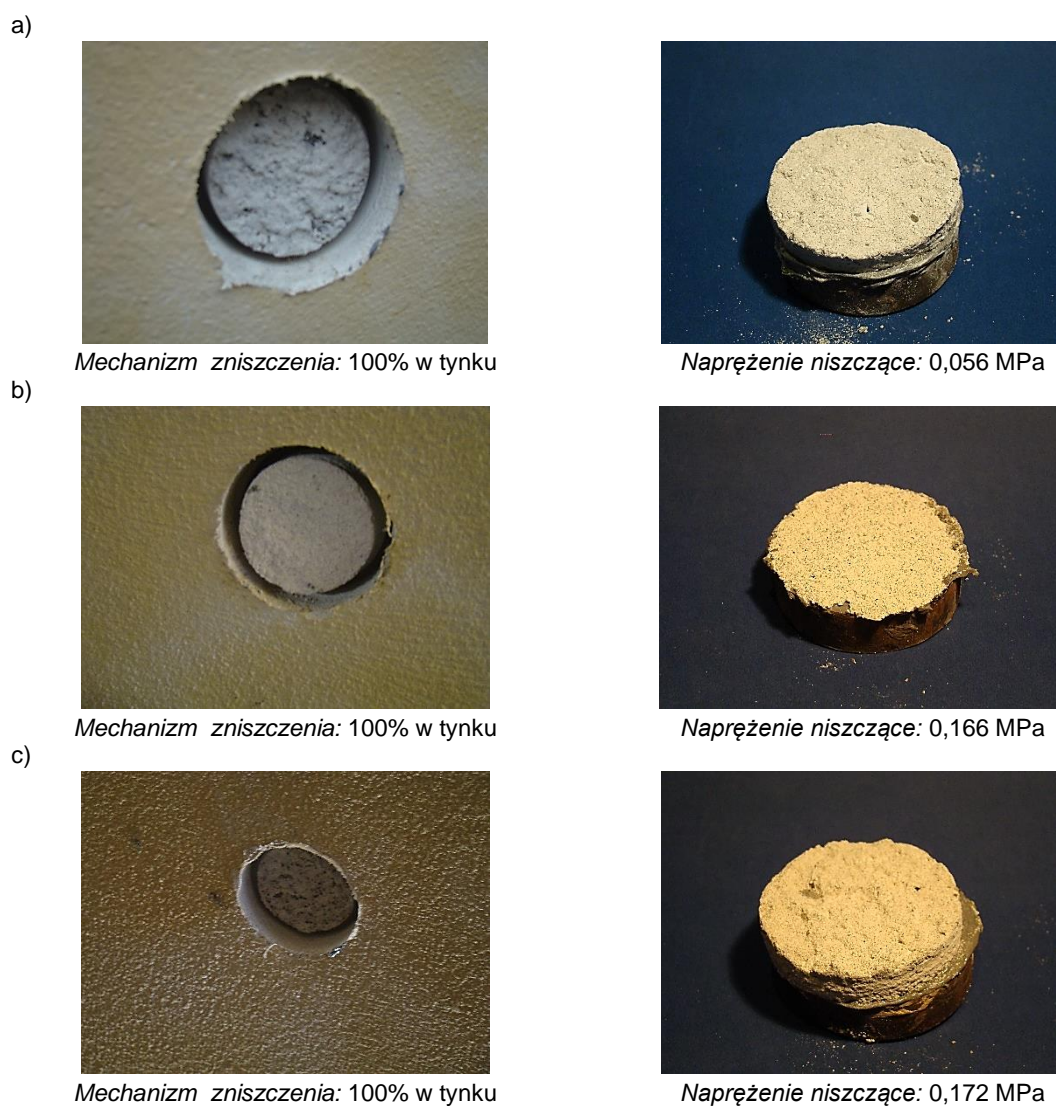 a)
Mechanizm zniszczenia: 100% w tynku
Naprężenie niszczące: 0,056 MPa
b)
Mechanizm zniszczenia: 100% w tynku
Naprężenie niszczące: 0,166 MPa
c)
Mechanizm zniszczenia: 100% w tynku
Naprężenie niszczące: 0,172 MPa